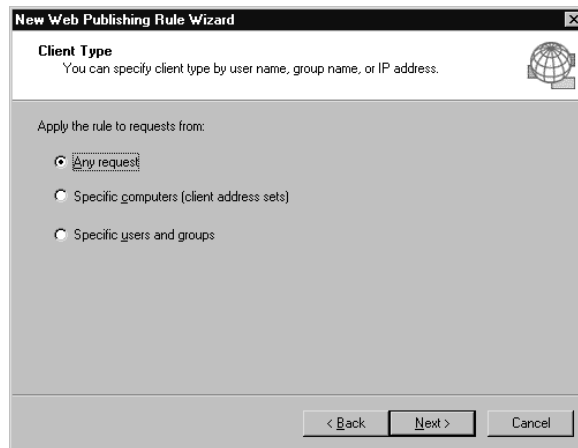 New Web Publishing Rule Wizard
Client Type
You can specify client type by user name, group name, or IP address.
Apply the rule to requests from:
Any request
Specific computers (client address sets)
Specific users and groups
< Back
Next >
Cancel